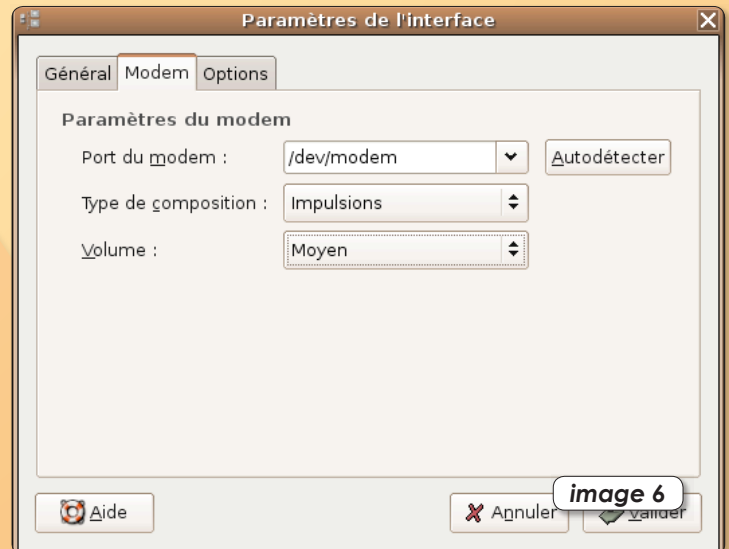 Paramètres de l'interface
Général Modem Options
Paramètres du modem
Port du modem : /dev/modem Autodétecter
Type de composition : Impulsions
Volume : Moyen
Aide Annuler Valider
image 6